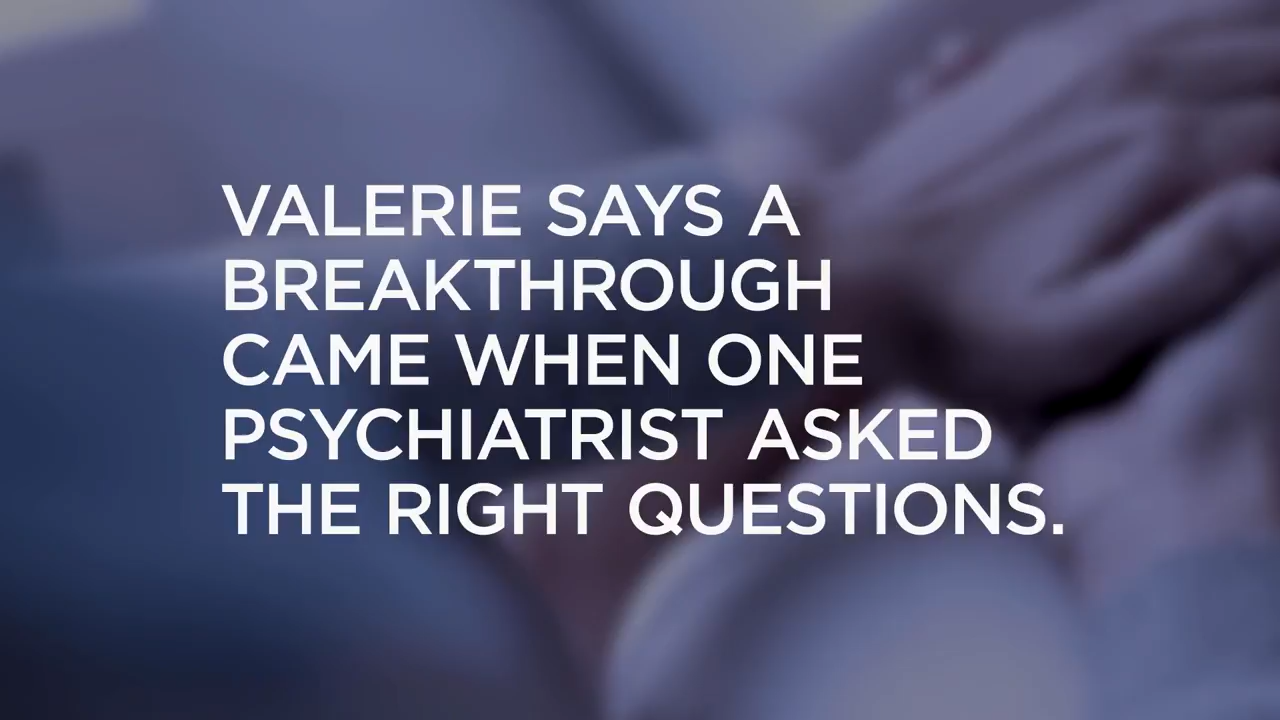 VALERIE SAYS A
BREAKTHROUGH
CAME WHEN ONE
PSYCHIATRIST ASKED
THE RIGHT QUESTIONS.